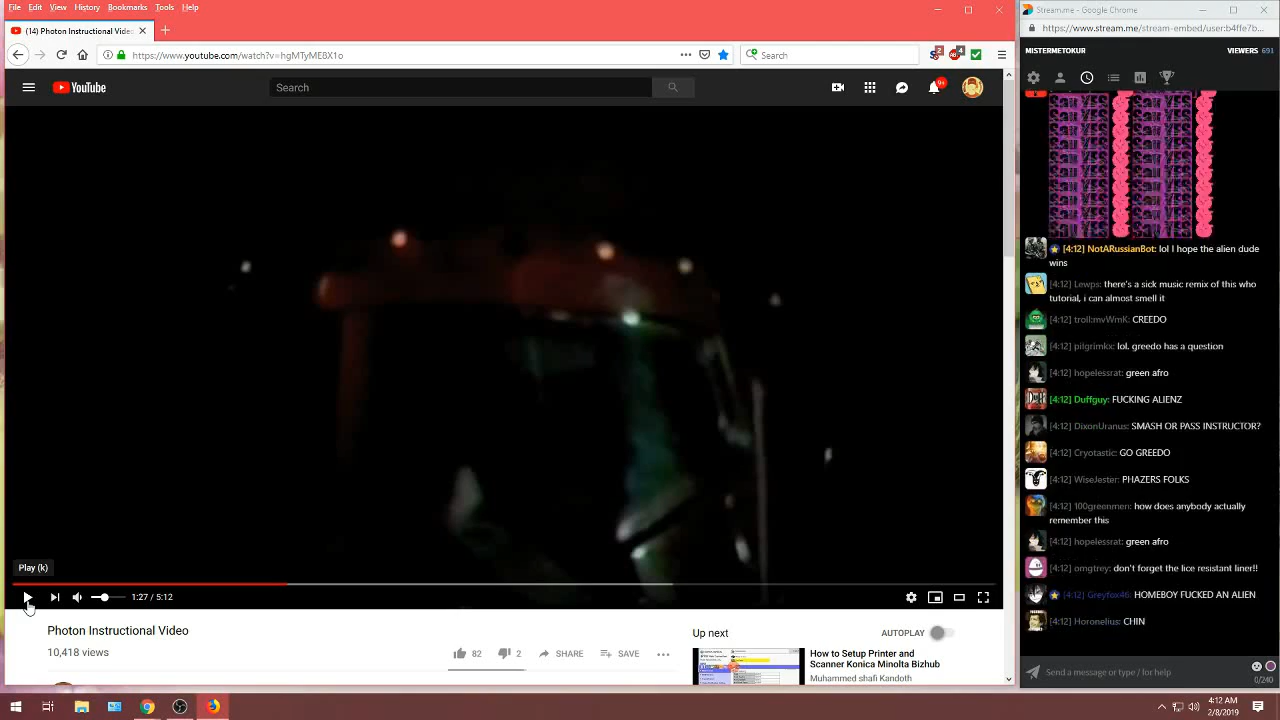 File Edit View History Bookmarks Tools Help
(14) Photon Instructional Vide
https://www.youtube.com/watch?v=hgMTyME8X1o
Search
2
4
YouTube
Search
9+
Play (k)
1:27 / 5:12
Photon Instructional Video
10,418 views
82
2
SHARE
SAVE
Up next
AUTOPLAY
How to Setup Printer and
Scanner Konica Minolta Bizhub
Muhammed shafi Kandoth
Stream.me - Google Chrome
https://www.stream.me/stream-embed/user:b4ffe7b...
MISTERMETOKUR
VIEWERS 691
[4:12] NotARussianBot: lol I hope the alien dude
wins
[4:12] Lewps: there's a sick music remix of this who
tutorial, i can almost smell it
[4:12] troll:mvWmK: CREEDO
[4:12] pilgrimkx: lol. greedo has a question
[4:12] hopelessrat: green afro
[4:12] Duffguy: FUCKING ALIENZ
[4:12] DixonUranus: SMASH OR PASS INSTRUCTOR?
[4:12] Cryotastic: GO GREEDO
[4:12] WiseJester: PHAZERS FOLKS
[4:12] 100greenmen: how does anybody actually
remember this
[4:12] hopelessrat: green afro
[4:12] omgtrey: don't forget the lice resistant liner!!
[4:12] Greyfox46: HOMEBOY FUCKED AN ALIEN
[4:12] Horonelius: CHIN
Send a message or type / for help
0/240
4:12 AM
2/8/2019